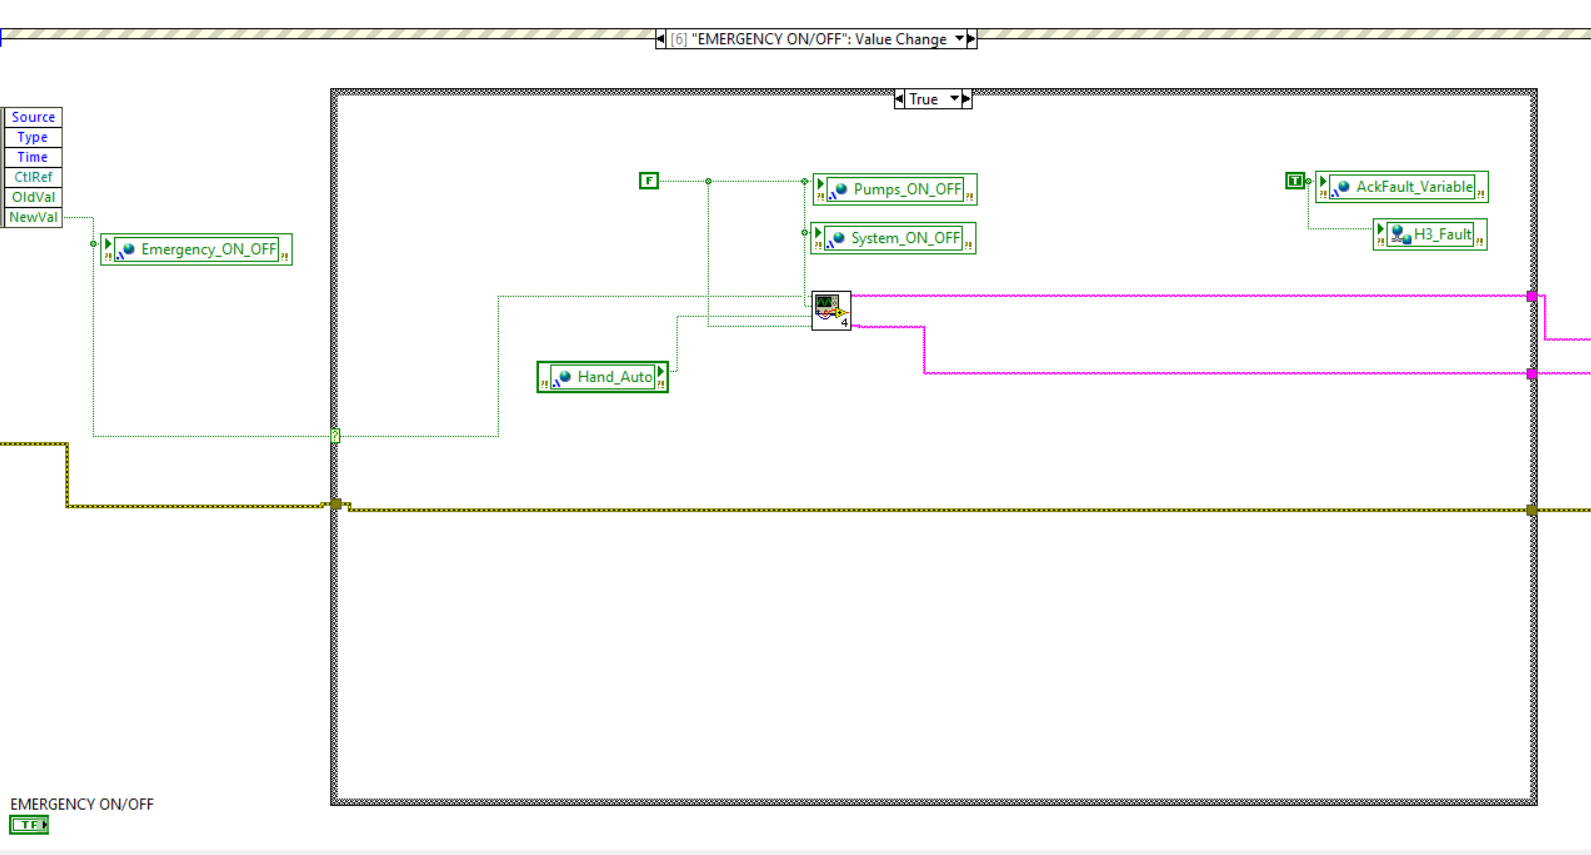 [6] "EMERGENCY ON/OFF": Value Change
True
Source
Type
Time
CtlRef
OldVal
NewVal
Emergency_ON_OFF
F
Pumps_ON_OFF
System_ON_OFF
T
AckFault_Variable
H3_Fault
4
Hand_Auto
?
EMERGENCY ON/OFF
TF